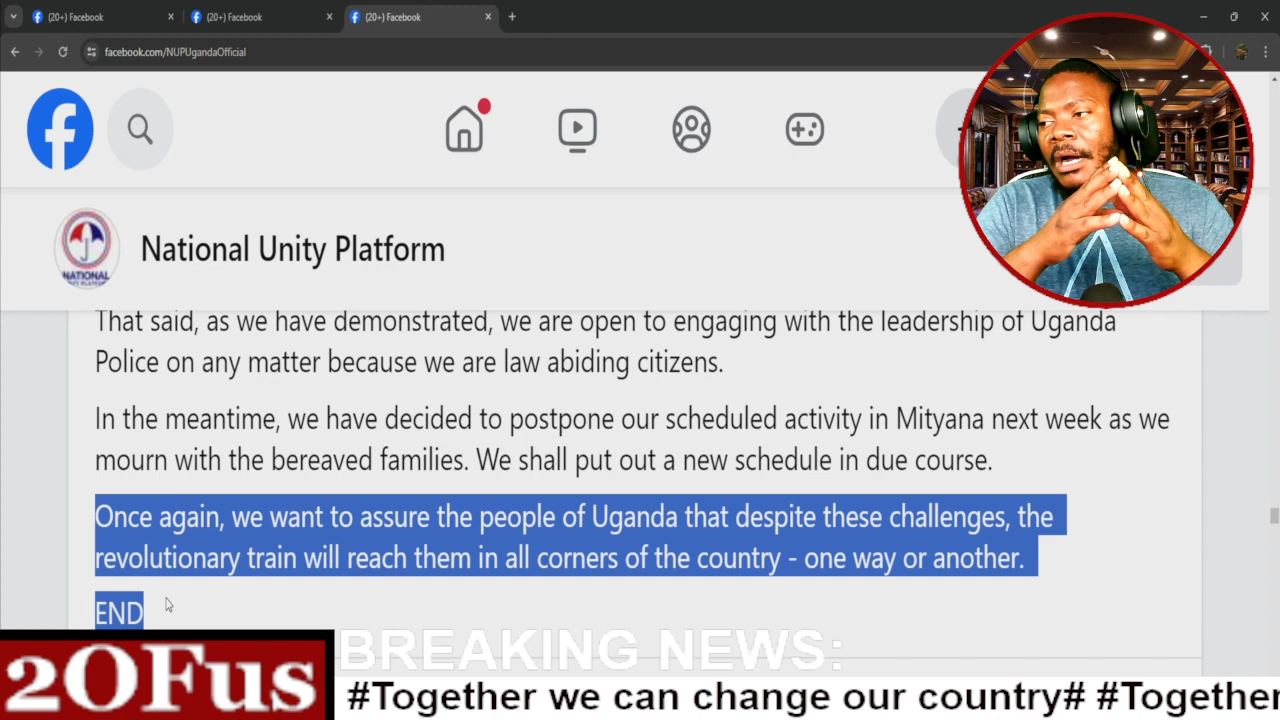 (20+) Facebook
(20+) Facebook
(20+) Facebook
facebook.com/NUPUgandaOfficial
National Unity Platform
NATIONAL
That said, as we have demonstrated, we are open to engaging with the leadership of Uganda
Police on any matter because we are law abiding citizens.
In the meantime, we have decided to postpone our scheduled activity in Mityana next week as we
mourn with the bereaved families. We shall put out a new schedule in due course.
Once again, we want to assure the people of Uganda that despite these challenges, the
revolutionary train will reach them in all corners of the country - one way or another.
END
BREAKING NEWS:
2OFus
#Together we can change our country# #Together